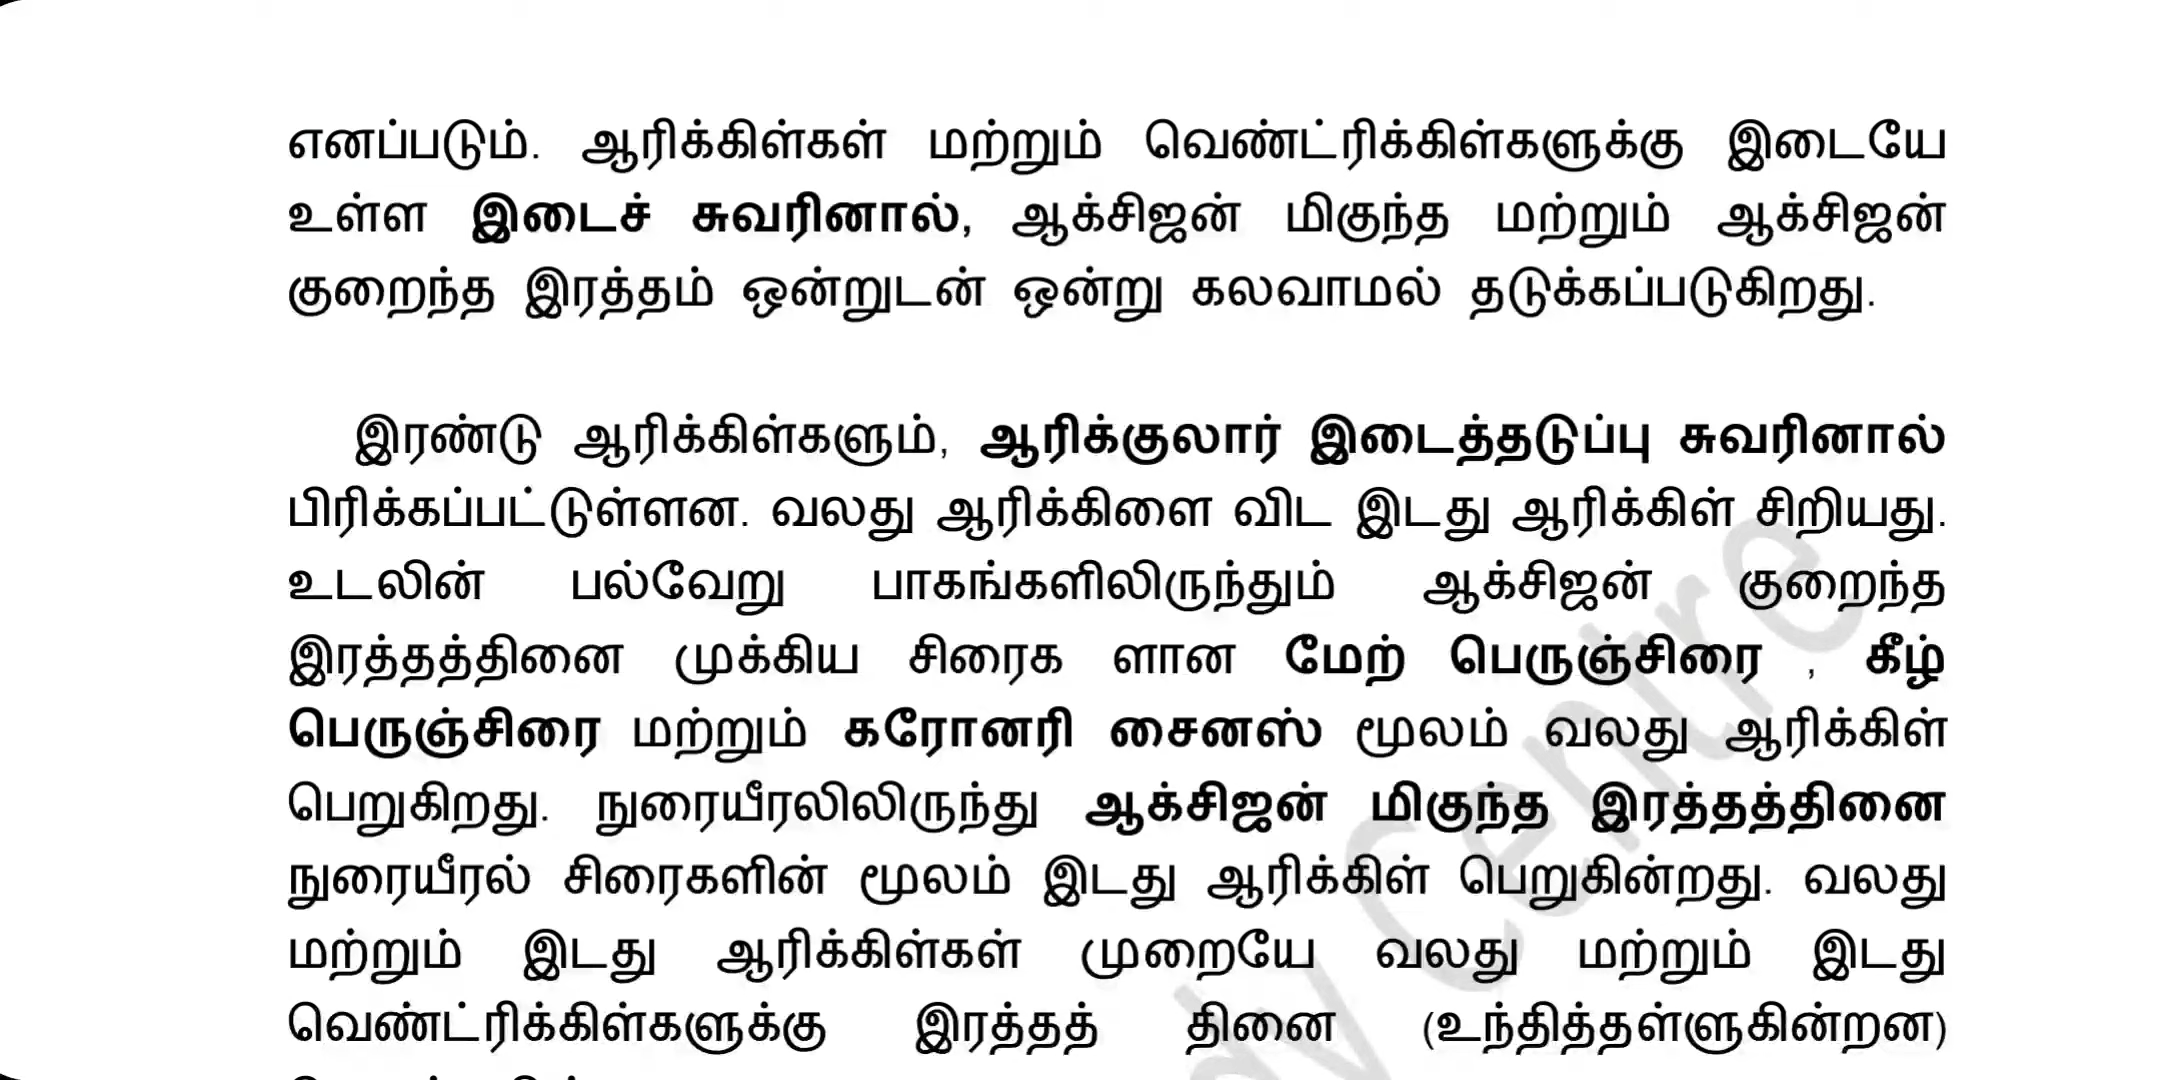 எனப்படும். ஆரிக்கிள்கள் மற்றும் வெண்ட்ரிக்கிள்களுக்கு இடையே
உள்ள இடைச் சுவரினால், ஆக்சிஜன் மிகுந்த மற்றும் ஆக்சிஜன்
குறைந்த இரத்தம் ஒன்றுடன் ஒன்று கலவாமல் தடுக்கப்படுகிறது.
இரண்டு ஆரிக்கிள்களும், ஆரிக்குலார் இடைத்தடுப்பு சுவரினால்
பிரிக்கப்பட்டுள்ளன. வலது ஆரிக்கிளை விட இடது ஆரிக்கிள் சிறியது.
உடலின் பல்வேறு பாகங்களிலிருந்தும் ஆக்சிஜன் குறைந்த
இரத்தத்தினை முக்கிய சிரைக ளான மேற் பெருஞ்சிரை , கீழ்
பெருஞ்சிரை மற்றும் கரோனரி சைனஸ் மூலம் வலது ஆரிக்கிள்
பெறுகிறது. நுரையீரலிலிருந்து ஆக்சிஜன் மிகுந்த இரத்தத்தினை
நுரையீரல் சிரைகளின் மூலம் இடது ஆரிக்கிள் பெறுகின்றது. வலது
மற்றும் இடது ஆரிக்கிள்கள் முறையே வலது மற்றும் இடது
வெண்ட்ரிக்கிள்களுக்கு இரத்தத் தினை (உந்தித்தள்ளுகின்றன)
Centre